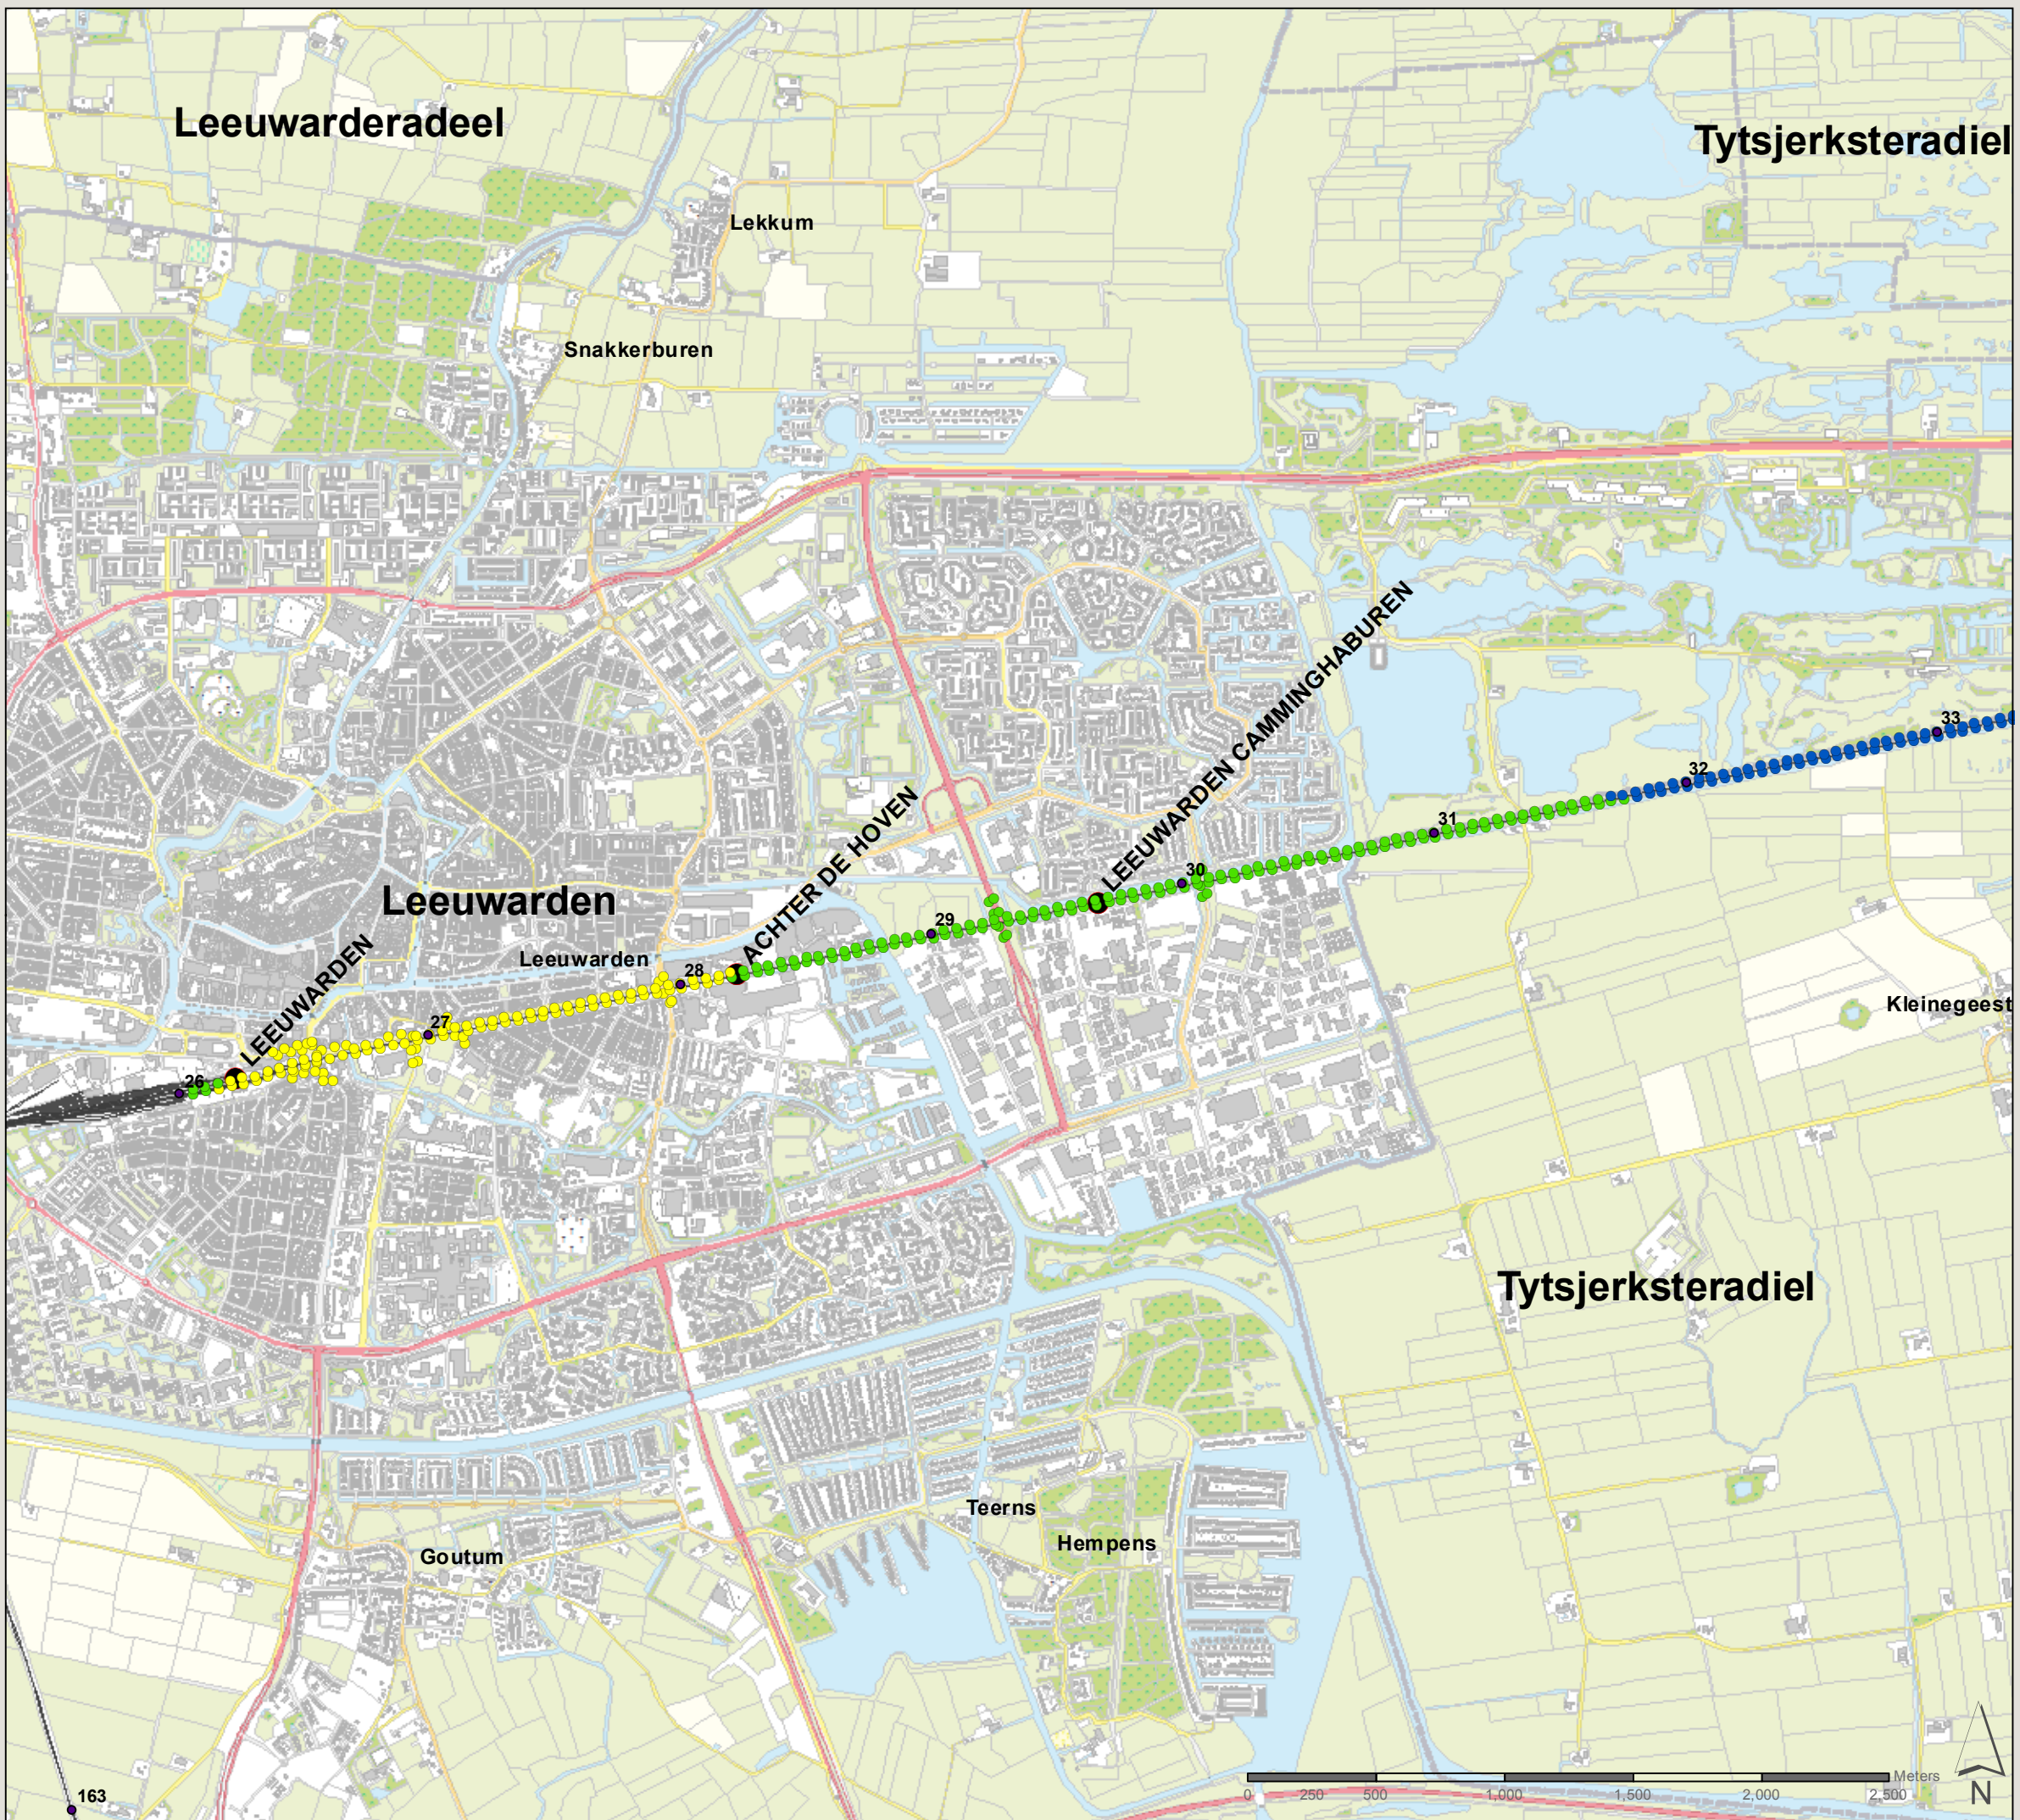 Leeuwarderadeel
Tytsjerksteradiel
Lekkum
Snakkerburen
33
32
31
LEEUWARDEN CAMMINGHABUREN
30
ACHTER DE HOVEN
29
Leeuwarden
Leeuwarden
28
LEEUWARDEN
27
26
Kleinegeest
Tytsjerksteradiel
Teerns
Hempens
Goutum
163
Meters
0 250 500 1,000 1,500 2,000 2,500
N